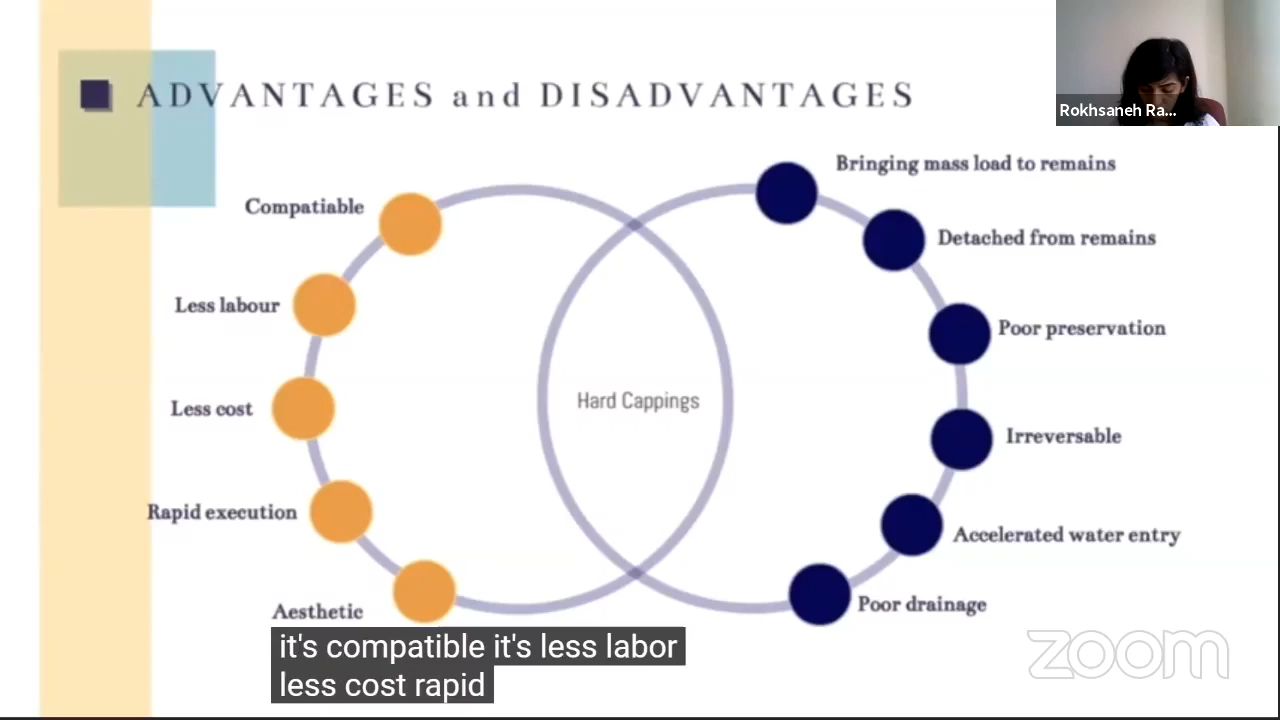 ADVANTAGES and DISADVANTAGES
Rokhsaneh Ra...
Bringing mass load to remains
Compatiable
Detached from remains
Less labour
Poor preservation
Hard Cappings
Less cost
Irreversable
Rapid execution
Accelerated water entry
Aesthetic
Poor drainage
it's compatible it's less labor
less cost rapid
zoom